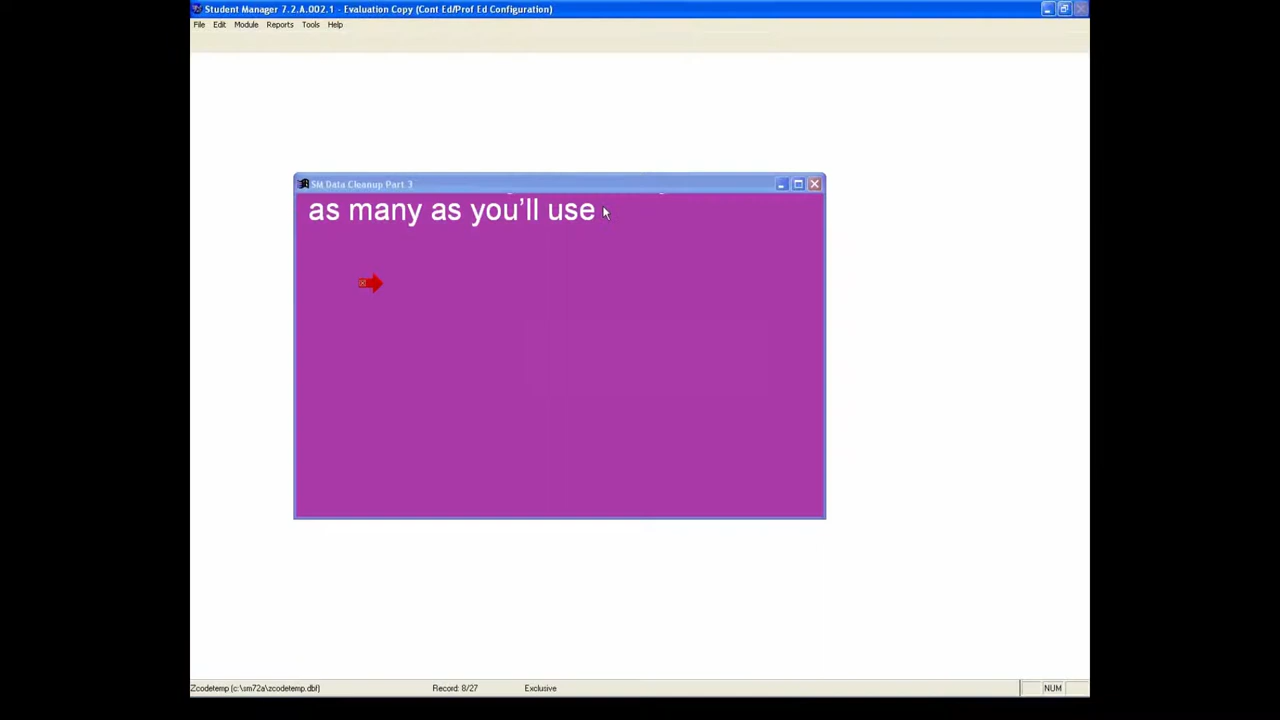 Student Manager 7.2.A.002.1 - Evaluation Copy (Cont Ed/Prof Ed Configuration)
File Edit Module Reports Tools Help
SM Data Cleanup Part 3
as many as you’ll use
Zcodetemp (c:\sm72a\zcodetemp.dbf) Record: 8/27 Exclusive NUM